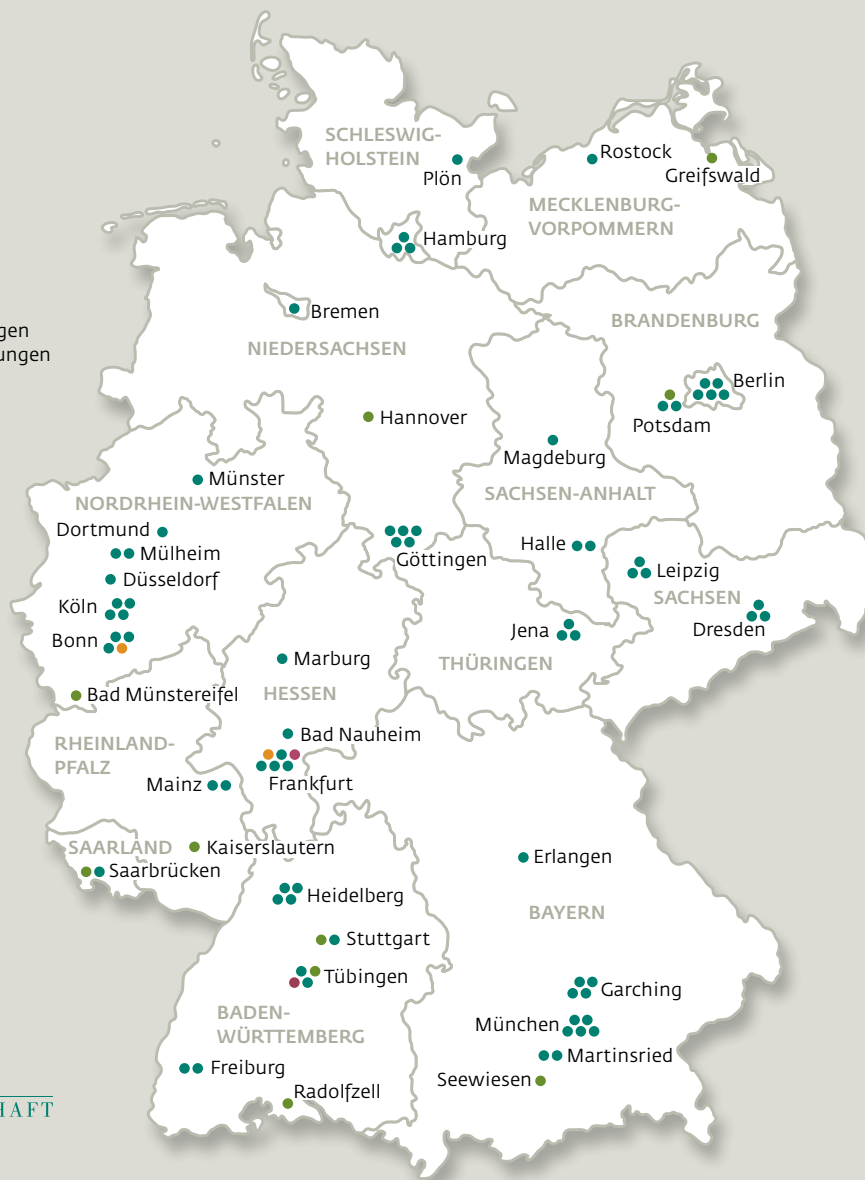 SCHLESWIG-
HOLSTEIN
Plön
Rostock
Greifswald
MECKLENBURG-
VORPOMMERN
Hamburg
Bremen
NIEDERSACHSEN
BRANDENBURG
gen
ungen
Berlin
Potsdam
Hannover
Magdeburg
SACHSEN-ANHALT
Münster
NORDRHEIN-WESTFALEN
Dortmund
Mülheim
Düsseldorf
Köln
Bonn
Göttingen
Halle
Leipzig
SACHSEN
Dresden
Jena
THÜRINGEN
Marburg
HESSEN
Bad Münstereifel
Bad Nauheim
RHEINLAND-
PFALZ
Frankfurt
Mainz
SAARLAND
Kaiserslautern
Saarbrücken
Erlangen
Heidelberg
BAYERN
Stuttgart
Tübingen
Garching
BADEN-
WÜRTTEMBERG
München
Martinsried
Freiburg
Seewiesen
Radolfzell
HAFT